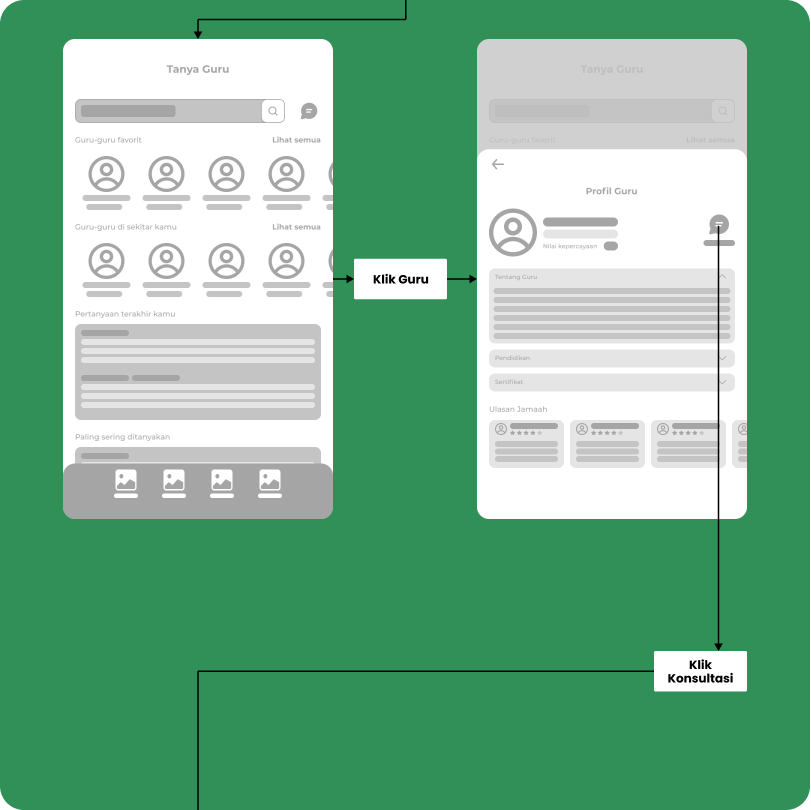 Tanya Guru
Guru-guru favorit
Lihat semua
Guru-guru di sekitar kamu
Lihat semua
Pertanyaan terakhir kamu
Paling sering ditanyakan
Klik Guru
Tanya Guru
Guru-guru favorit
Lihat semua
Profil Guru
Nilai kepercayaan
Tentang Guru
Pendidikan
Sertifikat
Ulasan Jamaah
Klik
Konsultasi